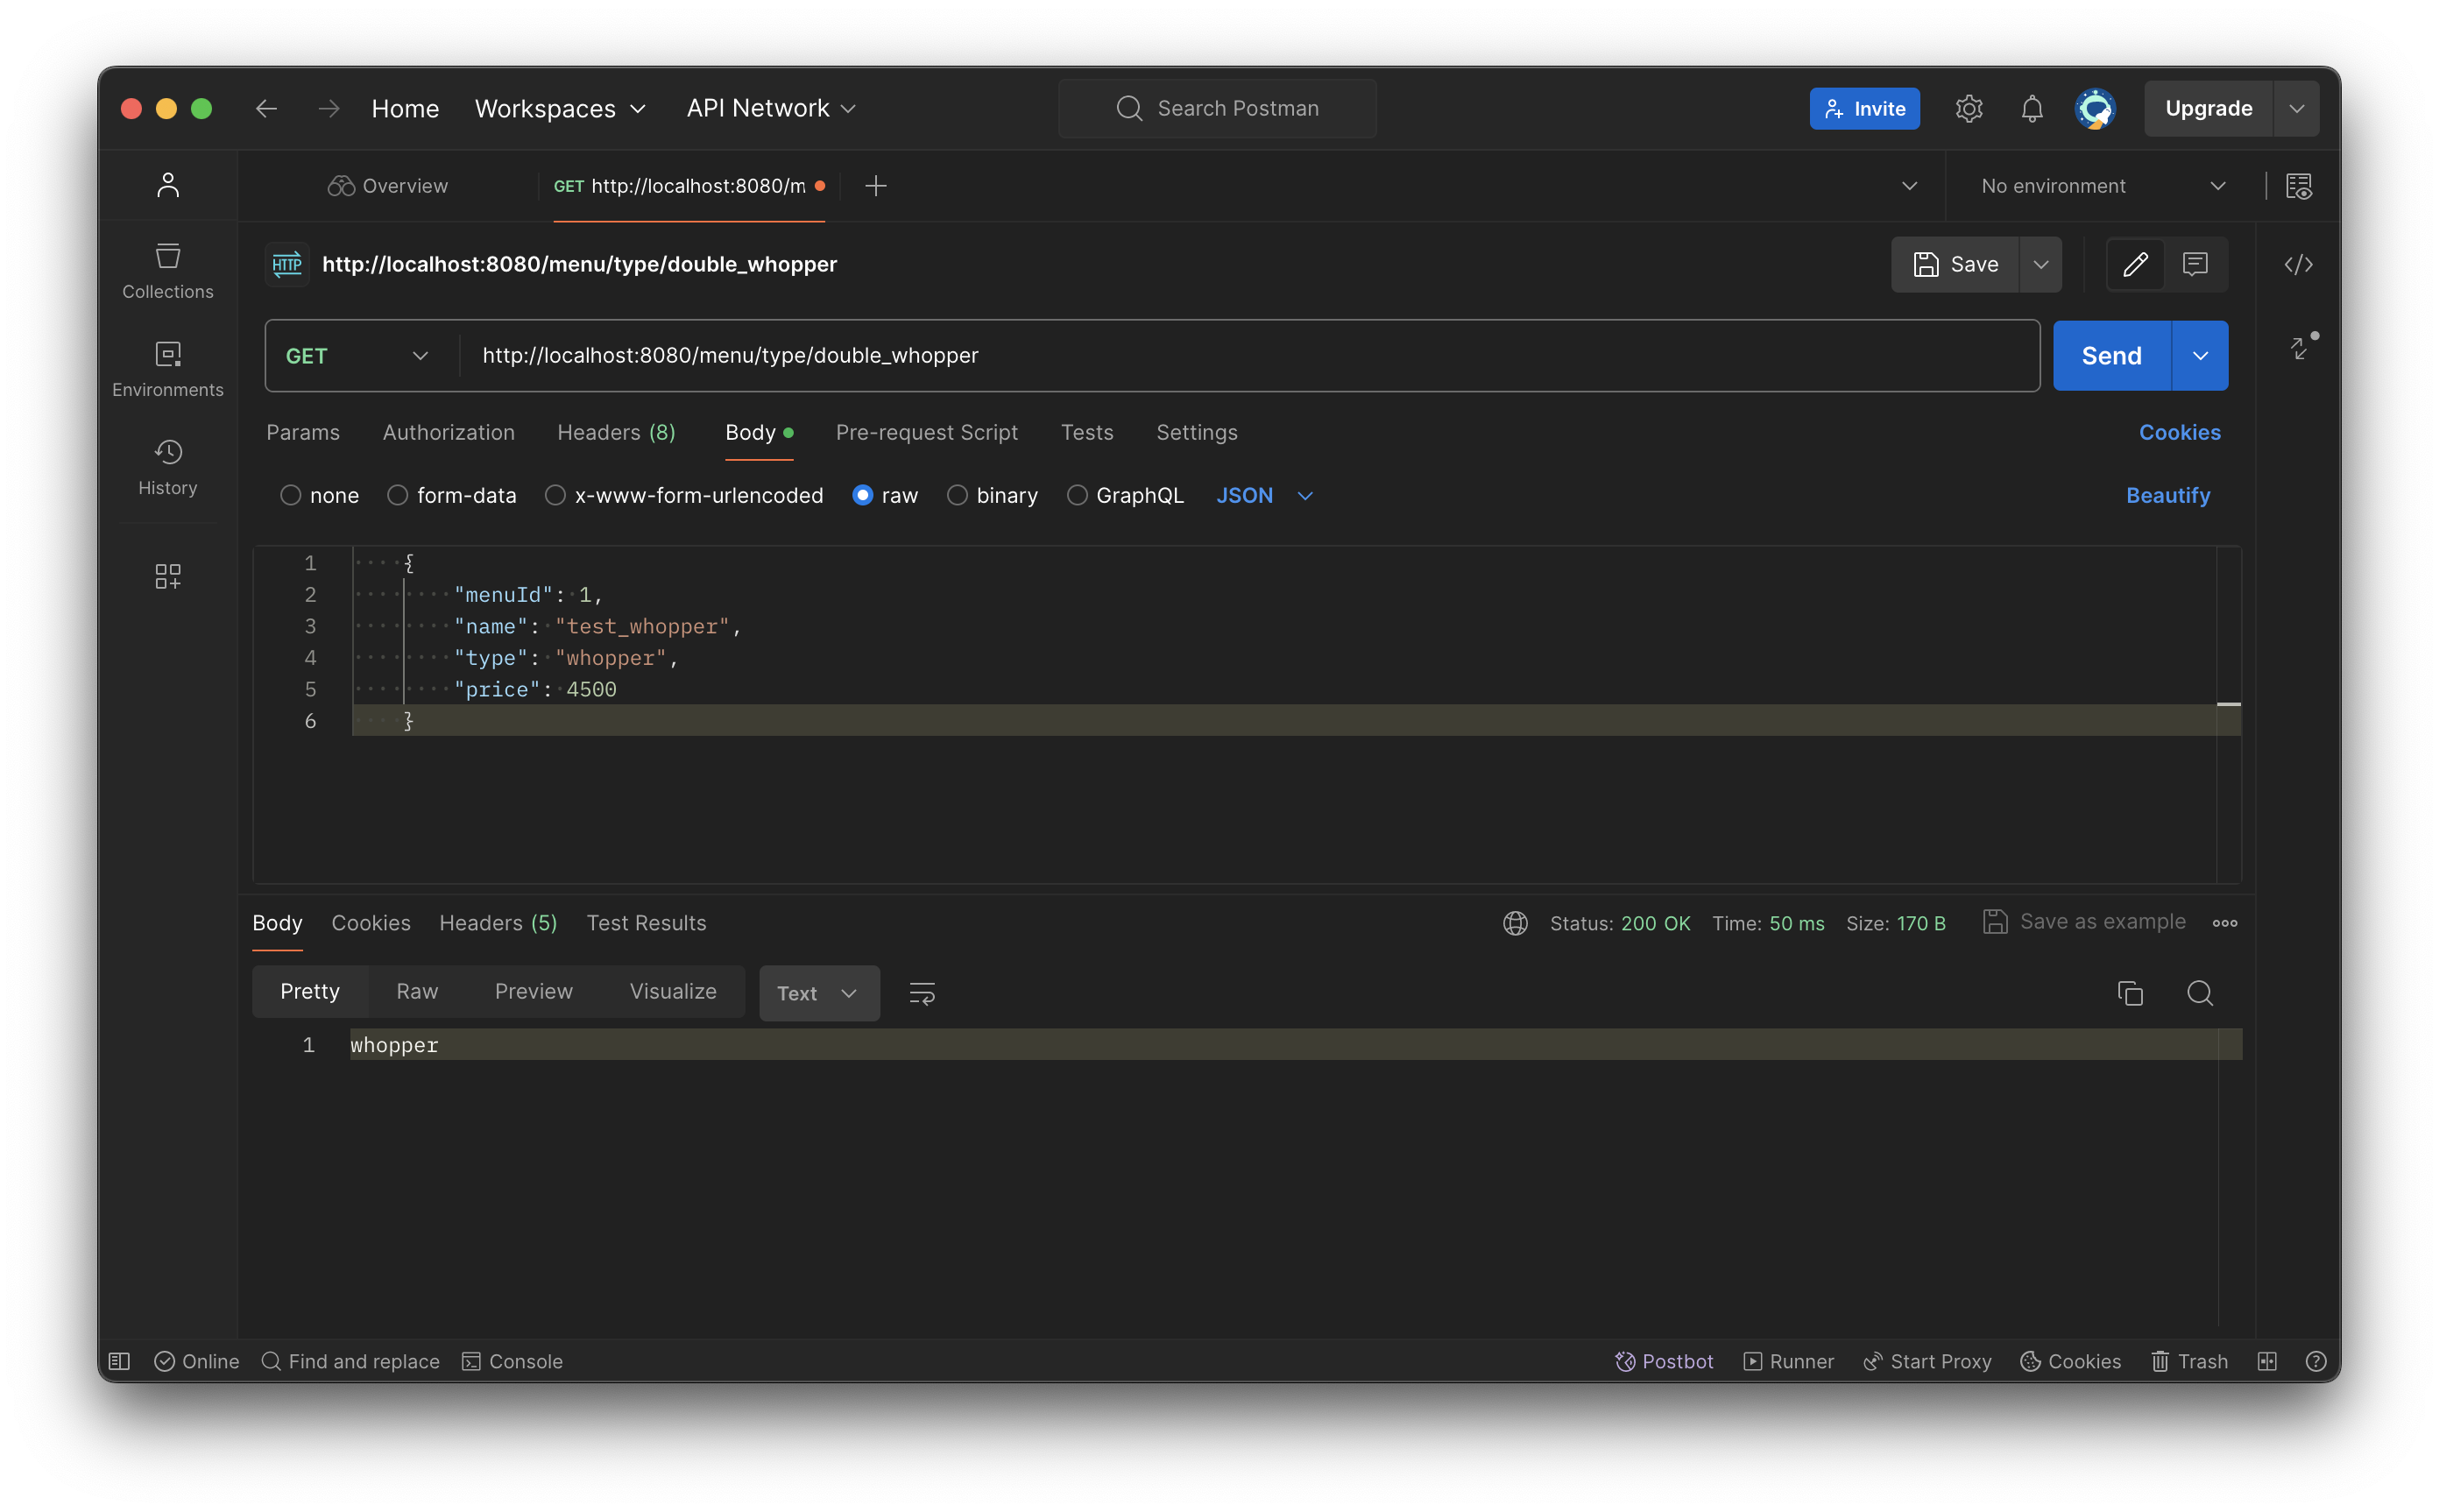 Home Workspaces API Network Search Postman Invite Upgrade
Overview GET http://localhost:8080/m No environment
HTTP http://localhost:8080/menu/type/double_whopper Save
Collections
GET http://localhost:8080/menu/type/double_whopper Send
Environments
Params Authorization Headers (8) Body Pre-request Script Tests Settings Cookies
History
none form-data x-www-form-urlencoded raw binary GraphQL JSON Beautify
1 {
2 "menuId": 1,
3 "name": "test_whopper",
4 "type": "whopper",
5 "price": 4500
6 }
Body Cookies Headers (5) Test Results Status: 200 OK Time: 50 ms Size: 170 B Save as example
Pretty Raw Preview Visualize Text
1 whopper
Online Find and replace Console Postbot Runner Start Proxy Cookies Trash